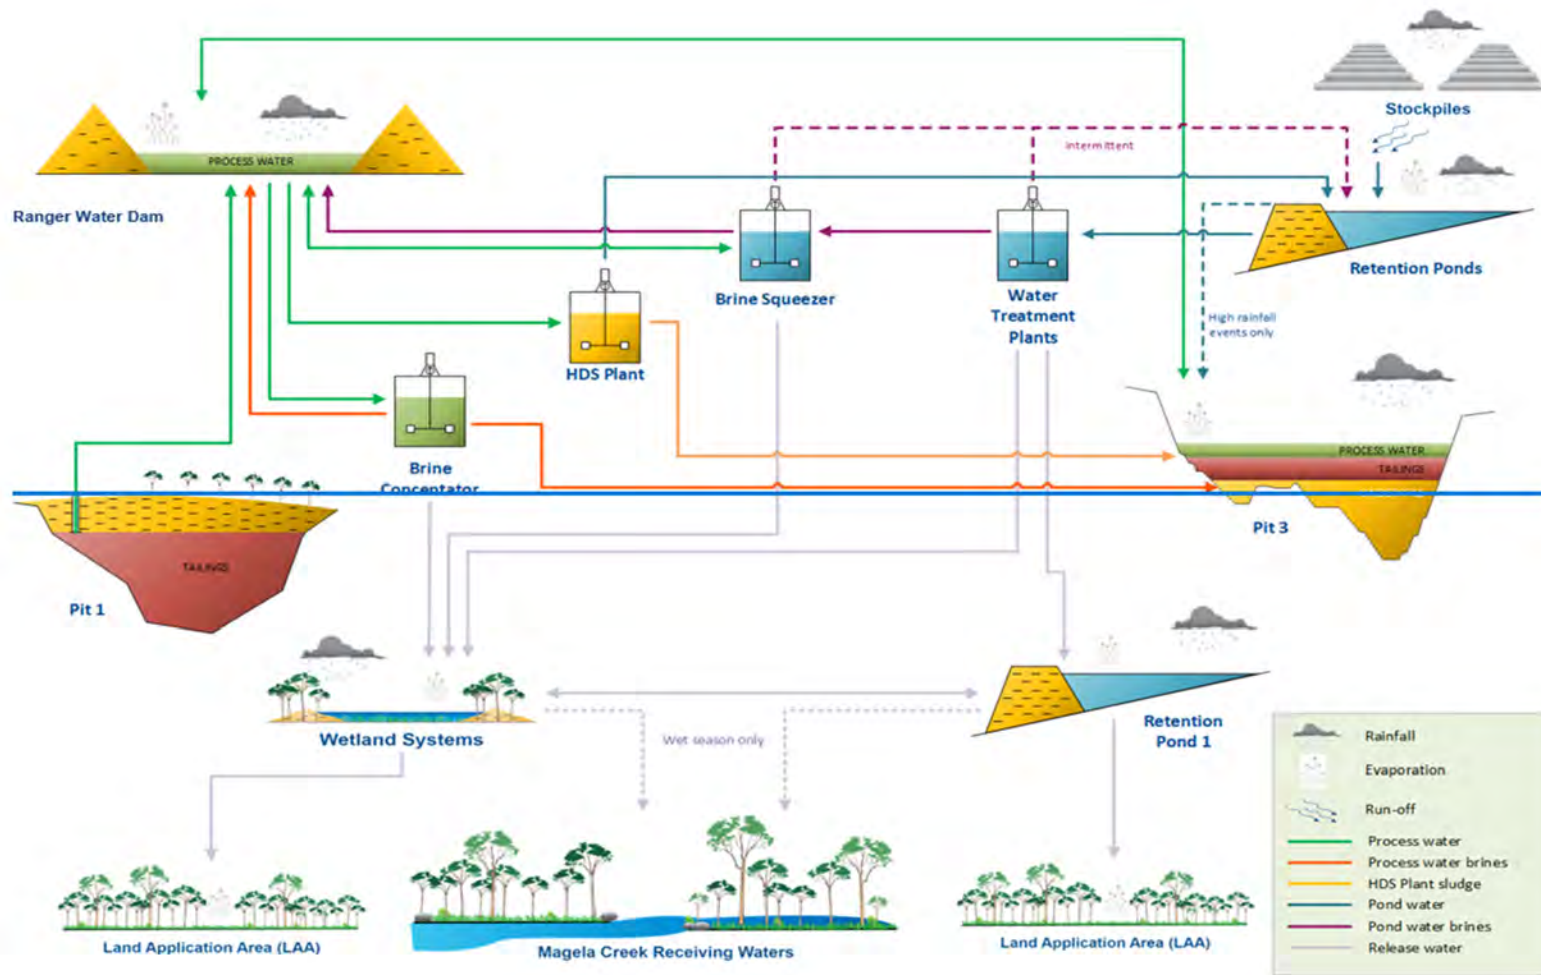 Stockpiles
PROCESS WATER
Intermittent
Ranger Water Dam
Retention Ponds
Brine Squeezer
Water
Treatment
Plants
High rainfall
events only
HDS Plant
PROCESS WATER
TAILINGS
Brine
Concentator
Pit 3
TAILINGS
Pit 1
Wetland Systems
Wet season only
Retention
Pond 1
Rainfall
Evaporation
Run-off
Process water
Process water brines
HDS Plant sludge
Pond water
Pond water brines
Release water
Land Application Area (LAA)
Magela Creek Receiving Waters
Land Application Area (LAA)